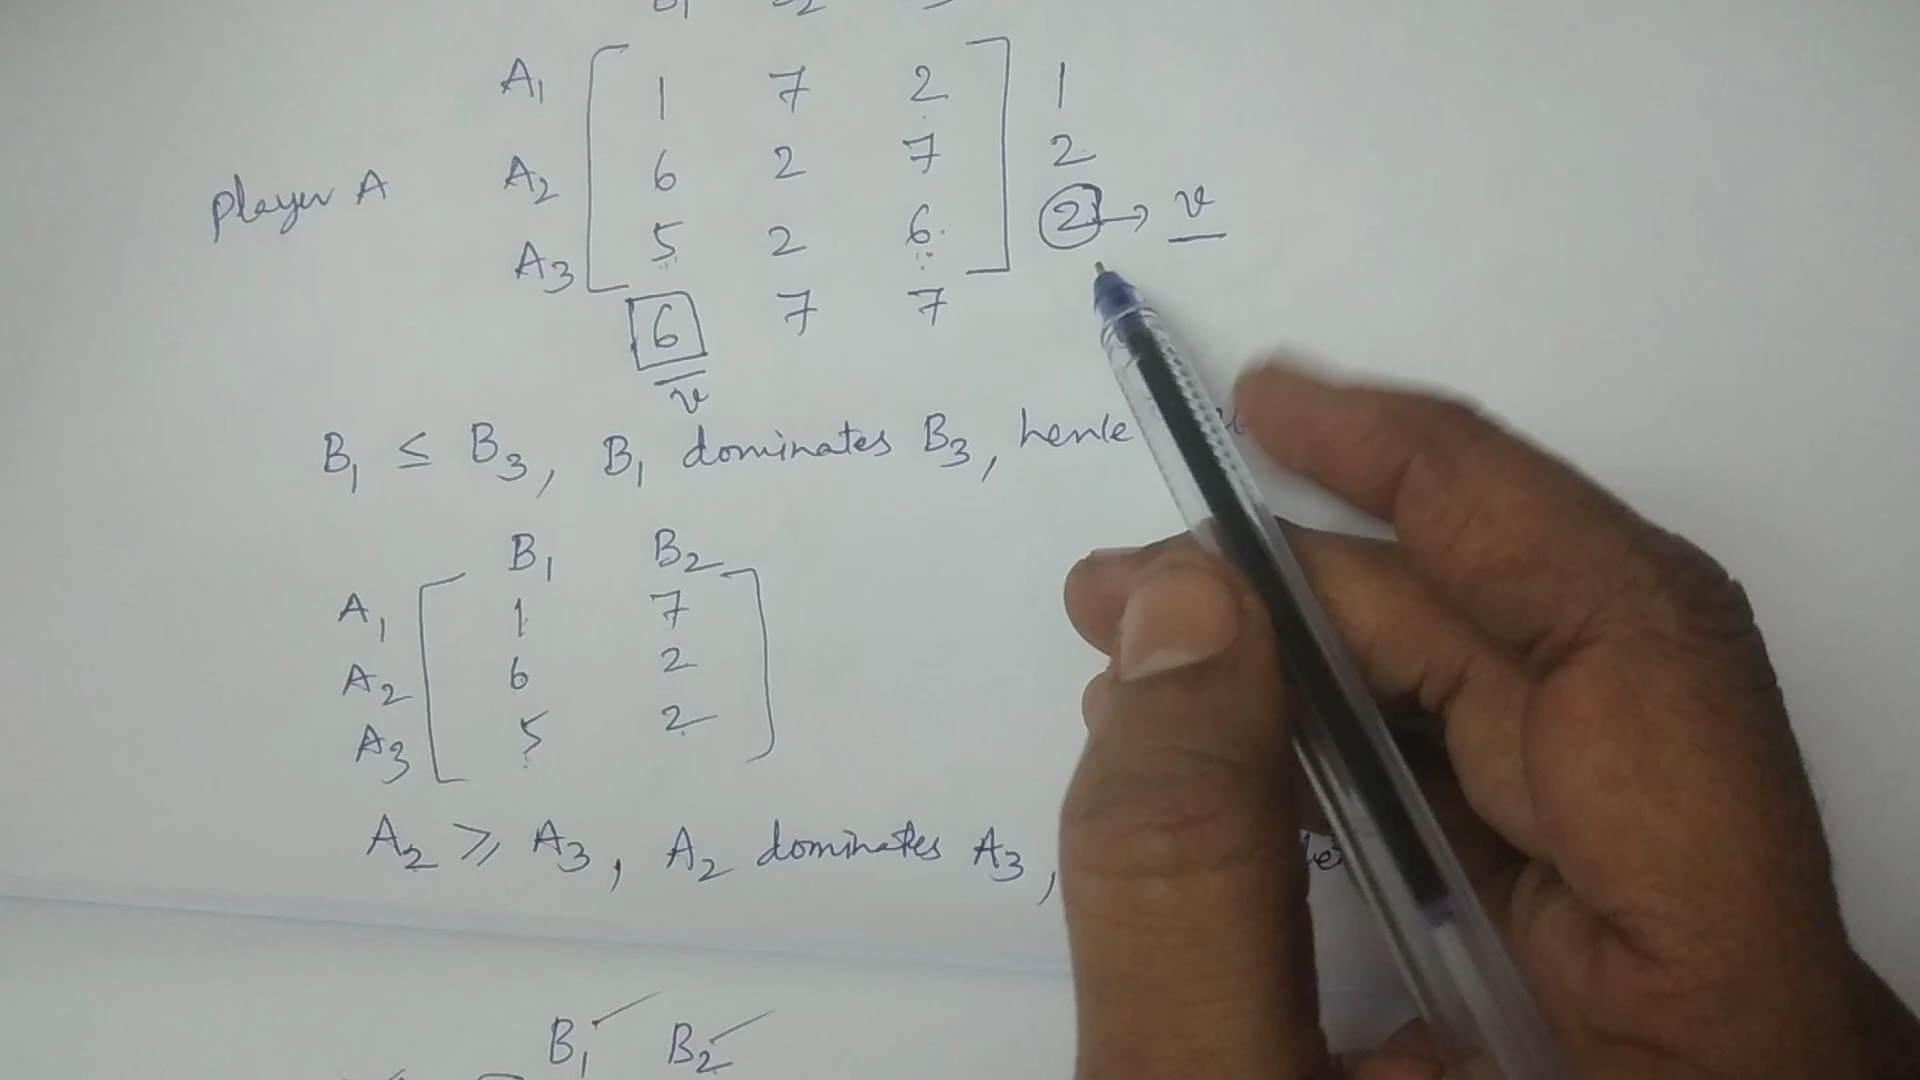 B1 B2
A1 1 7 2 1
A2 6 2 7 2
Player A
A3 5 2 6 2 → v
6 7 7
v
B1 ≤ B3, B1 dominates B3, hence
B1 B2
A1 1 7
A2 6 2
A3 5 2
A2 ≥ A3, A2 dominates A3,
B1 B2